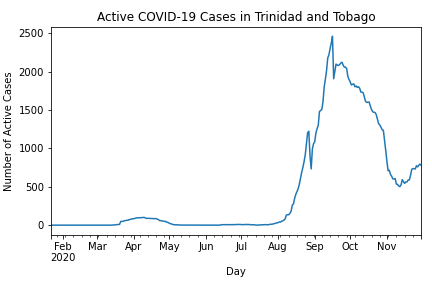 Active COVID-19 Cases in Trinidad and Tobago
Number of Active Cases
2500
2000
1500
1000
500
0
Feb Mar Apr May Jun Jul Aug Sep Oct Nov
2020
Day